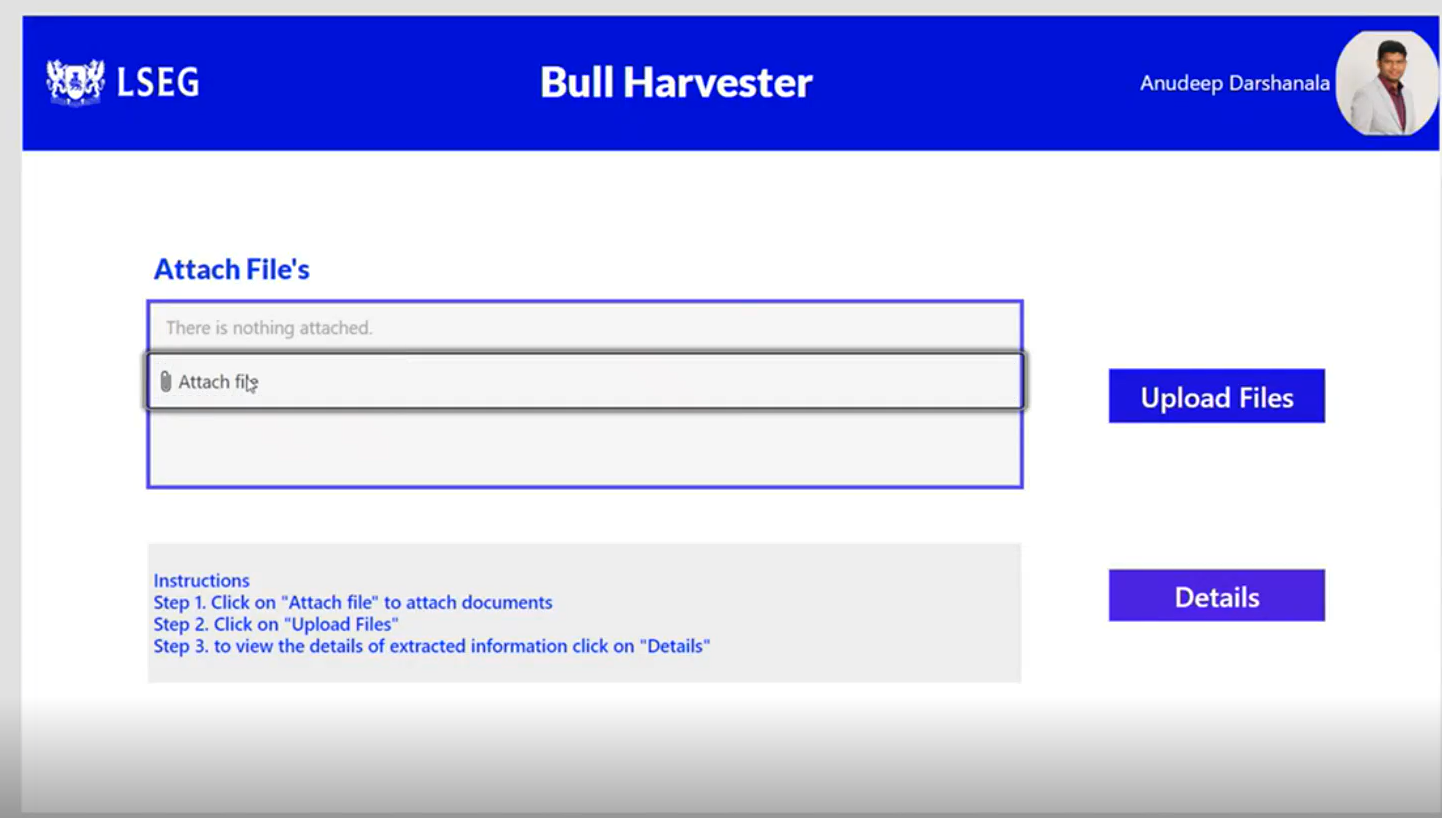 LSEG
Bull Harvester
Anudeep Darshanala
Attach File's
There is nothing attached.
Attach file
Upload Files
Instructions
Step 1. Click on "Attach file" to attach documents
Step 2. Click on "Upload Files"
Step 3. to view the details of extracted information click on "Details"
Details